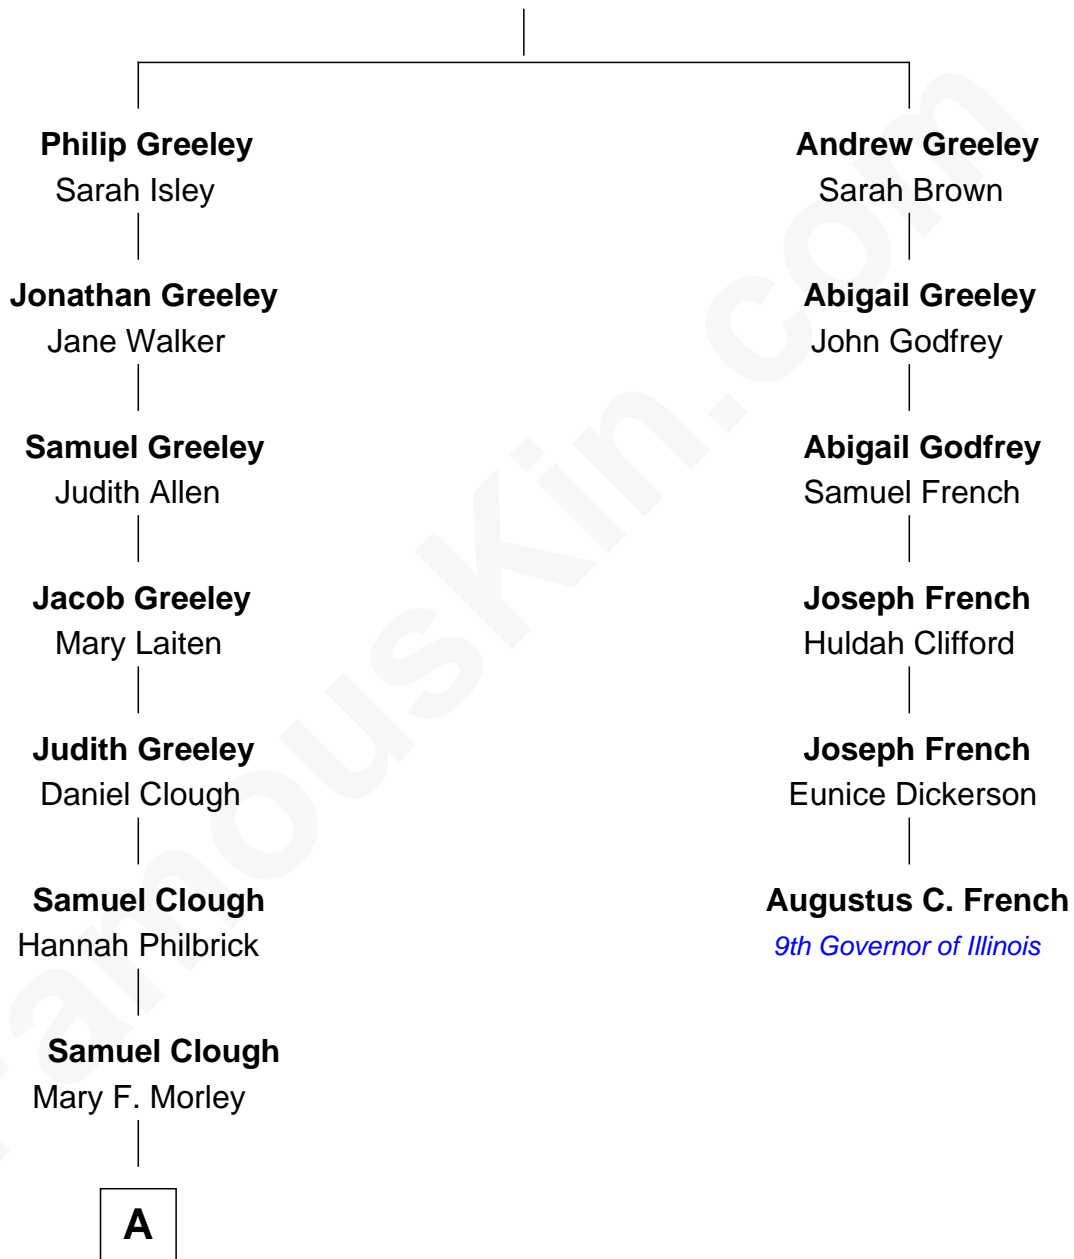 Philip Greeley
Sarah Isley
Jonathan Greeley
Jane Walker
Samuel Greeley
Judith Allen
Jacob Greeley
Mary Laiten
Judith Greeley
Daniel Clough
Samuel Clough
Hannah Philbrick
Samuel Clough
Mary F. Morley
A
Andrew Greeley
Sarah Brown
Abigail Greeley
John Godfrey
Abigail Godfrey
Samuel French
Joseph French
Huldah Clifford
Joseph French
Eunice Dickerson
Augustus C. French
9th Governor of Illinois
FamousKin.com